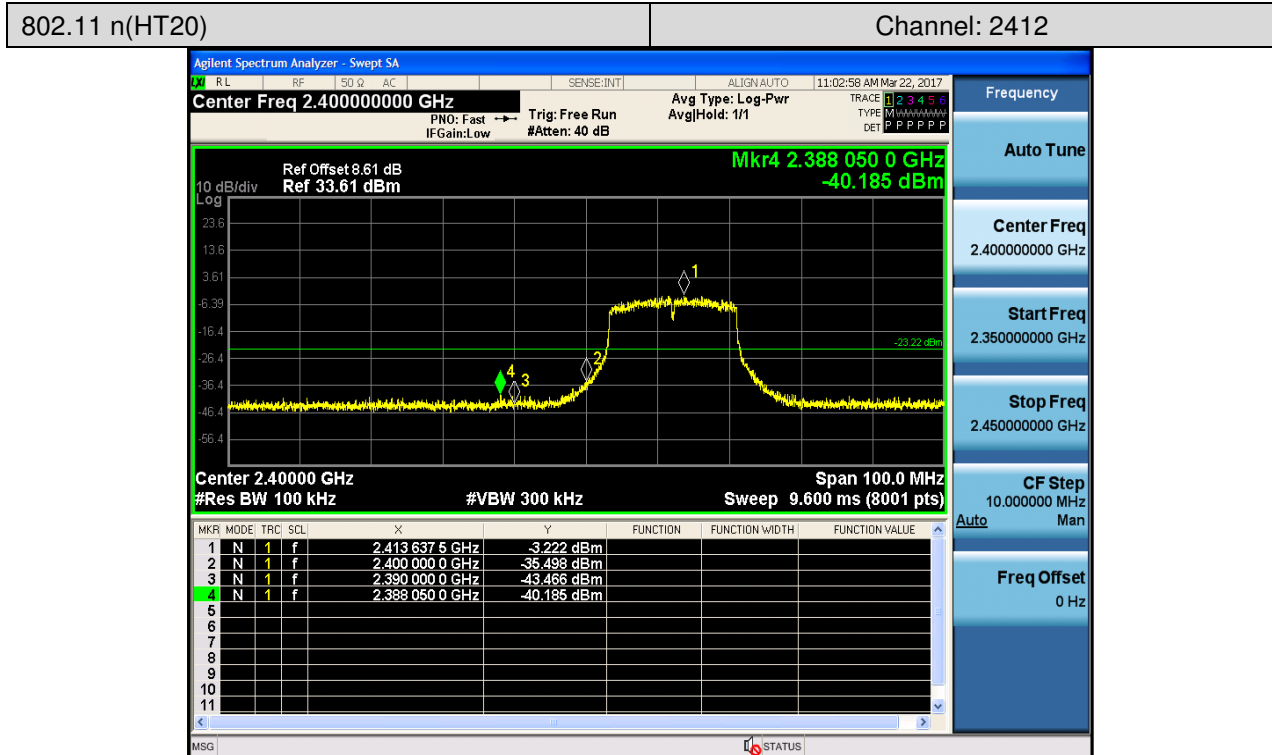 802.11 n(HT20) Channel: 2412
Agilent Spectrum Analyzer - Swept SA
LXI RL RF 50 Ω AC SENSE:INT ALIGN AUTO 11:02:58 AM Mar 22, 2017
Center Freq 2.400000000 GHz Avg Type: Log-Pwr TRACE 1 2 3 4 5 6
PNO: Fast Trig: Free Run Avg|Hold: 1/1 TYPE M WWWWW
IFGain:Low #Atten: 40 dB DET P P P P P P
Frequency
Mkr4 2.388 050 0 GHz
Ref Offset 8.61 dB
10 dB/div Ref 33.61 dBm -40.185 dBm
Log
23.6
13.6
3.61
-6.39
-16.4
-26.4
-36.4
-46.4
-56.4
1
2
4
3
-23.22 dBm
Center 2.40000 GHz Span 100.0 MHz
#Res BW 100 kHz #VBW 300 kHz Sweep 9.600 ms (8001 pts)
MKR MODE TRC SCL X Y FUNCTION FUNCTION WIDTH FUNCTION VALUE
1 N 1 f 2.413 637 5 GHz -3.222 dBm
2 N 1 f 2.400 000 0 GHz -35.498 dBm
3 N 1 f 2.390 000 0 GHz -43.466 dBm
4 N 1 f 2.388 050 0 GHz -40.185 dBm
5
6
7
8
9
10
11
MSG STATUS
Auto Tune
Center Freq
2.400000000 GHz
Start Freq
2.350000000 GHz
Stop Freq
2.450000000 GHz
CF Step
10.000000 MHz
Auto Man
Freq Offset
0 Hz